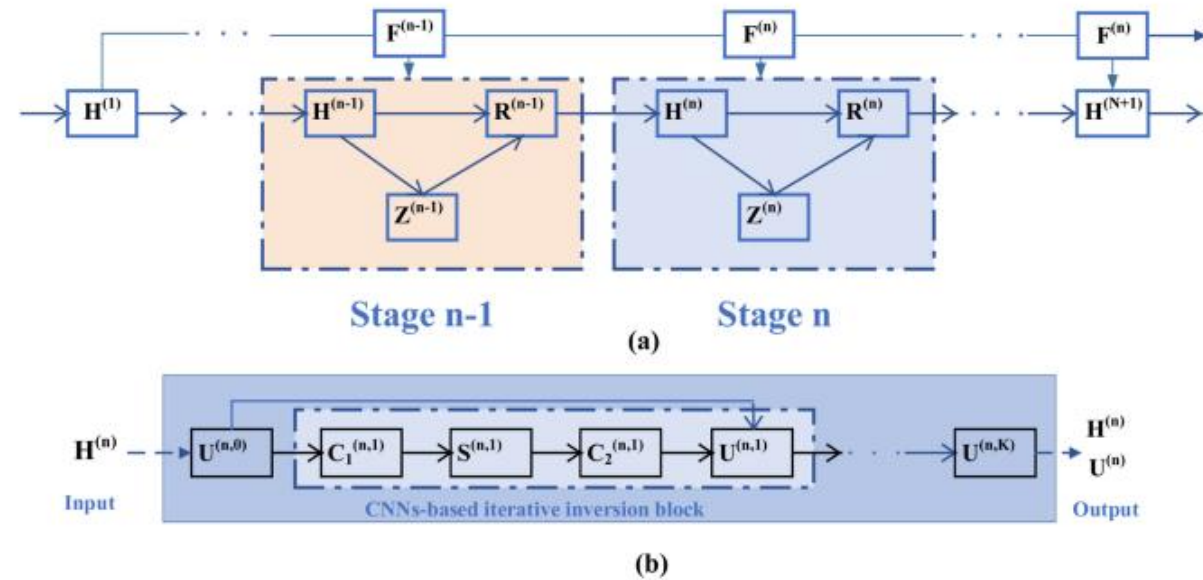 F(n-1) F(n) F(n)
H(1) H(n-1) R(n-1) H(n) R(n) H(N+1)
Z(n-1) Z(n)
Stage n-1 Stage n
(a)
H(n) U(n,0) C1(n,1) S(n,1) C2(n,1) U(n,1) U(n,K) H(n)
U(n)
Input CNNs-based iterative inversion block Output
(b)